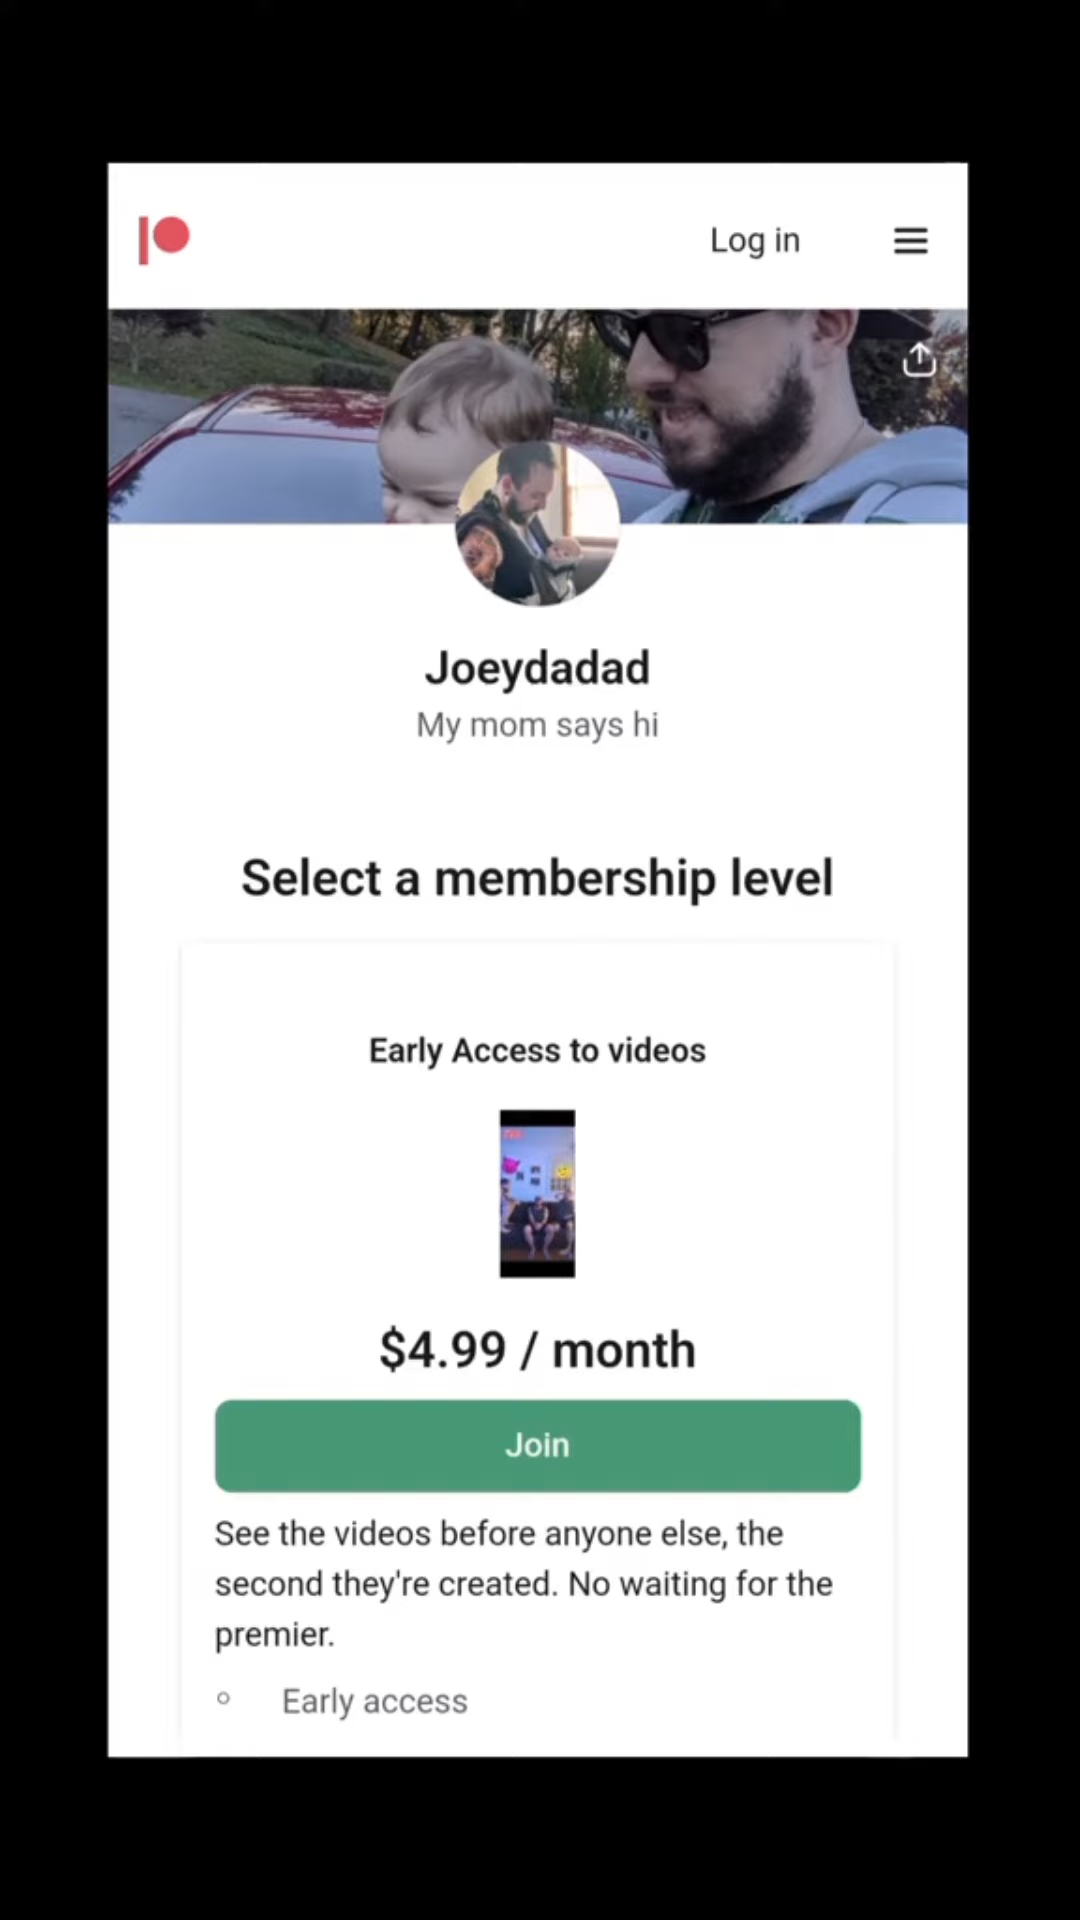 Log in
Joeydadad
My mom says hi
Select a membership level
Early Access to videos
$4.99 / month
Join
See the videos before anyone else, the
second they're created. No waiting for the
premier.
Early access